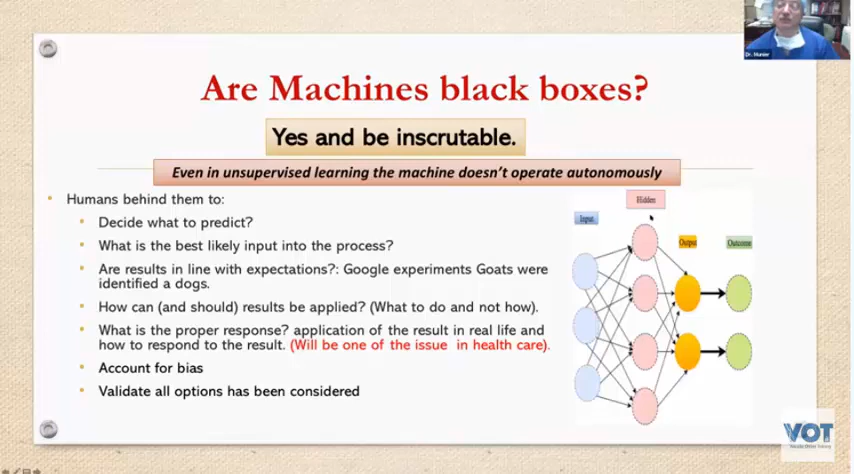 Dr. Munier
Are Machines black boxes?
Yes and be inscrutable.
Even in unsupervised learning the machine doesn't operate autonomously
Humans behind them to:
Decide what to predict?
What is the best likely input into the process?
Are results in line with expectations?: Google experiments Goats were
identified a dogs.
How can (and should) results be applied? (What to do and not how).
What is the proper response? application of the result in real life and
how to respond to the result. (Will be one of the issue in health care).
Account for bias
Validate all options has been considered
Hidden
Input
Output
Outcome
VOT